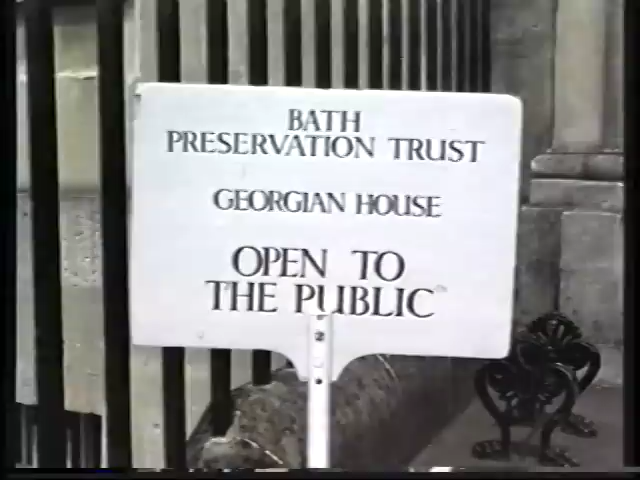 BATH
PRESERVATION TRUST
GEORGIAN HOUSE
OPEN TO
THE PUBLIC